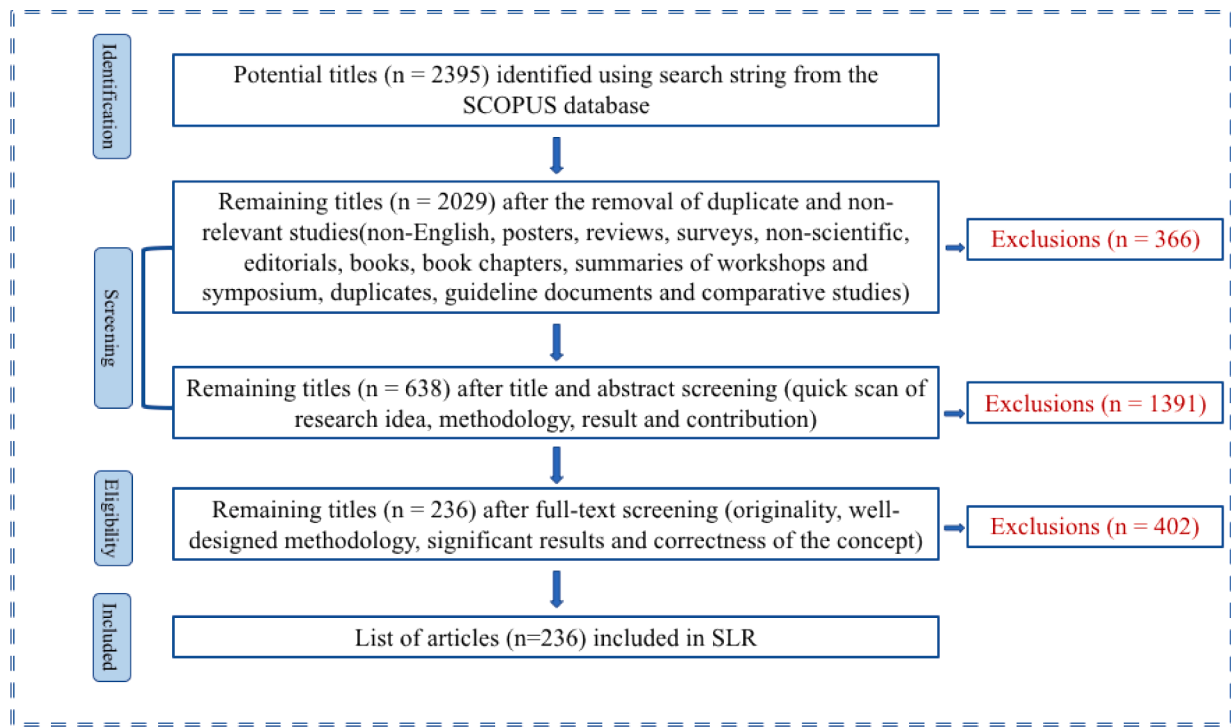 Identification
Potential titles (n = 2395) identified using search string from the
SCOPUS database
Screening
Remaining titles (n = 2029) after the removal of duplicate and non-
relevant studies(non-English, posters, reviews, surveys, non-scientific,
editorials, books, book chapters, summaries of workshops and
symposium, duplicates, guideline documents and comparative studies)
Exclusions (n = 366)
Remaining titles (n = 638) after title and abstract screening (quick scan of
research idea, methodology, result and contribution)
Exclusions (n = 1391)
Eligibility
Remaining titles (n = 236) after full-text screening (originality, well-
designed methodology, significant results and correctness of the concept)
Exclusions (n = 402)
Included
List of articles (n=236) included in SLR